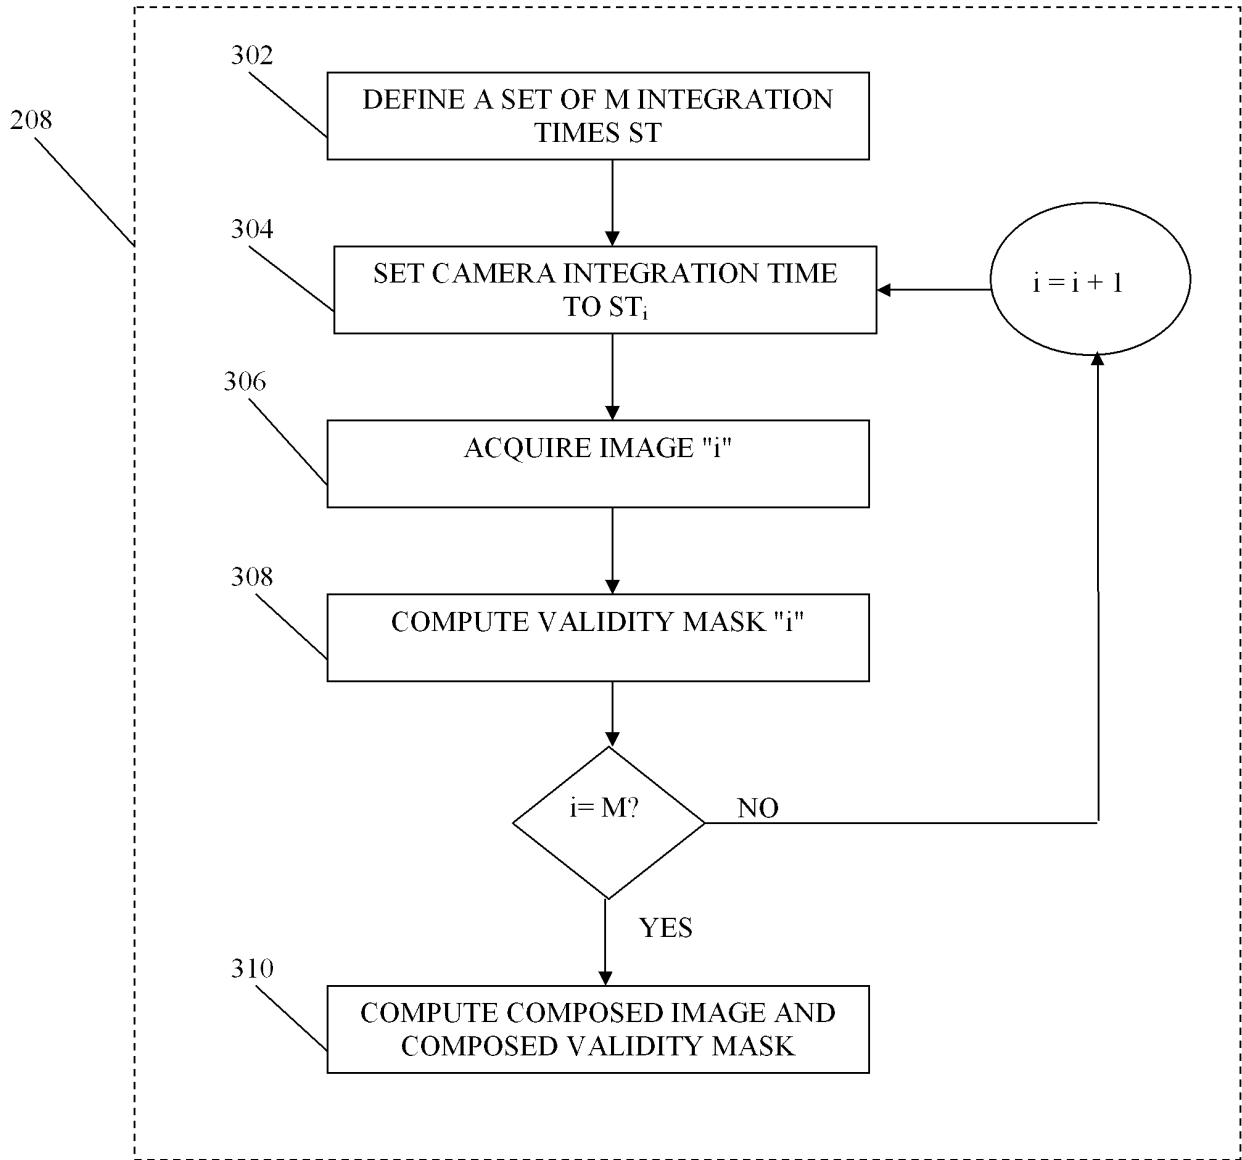 302
DEFINE A SET OF M INTEGRATION
TIMES ST
208
304
SET CAMERA INTEGRATION TIME
TO STᵢ
i = i + 1
306
ACQUIRE IMAGE "i"
308
COMPUTE VALIDITY MASK "i"
i= M?
NO
YES
310
COMPUTE COMPOSED IMAGE AND
COMPOSED VALIDITY MASK